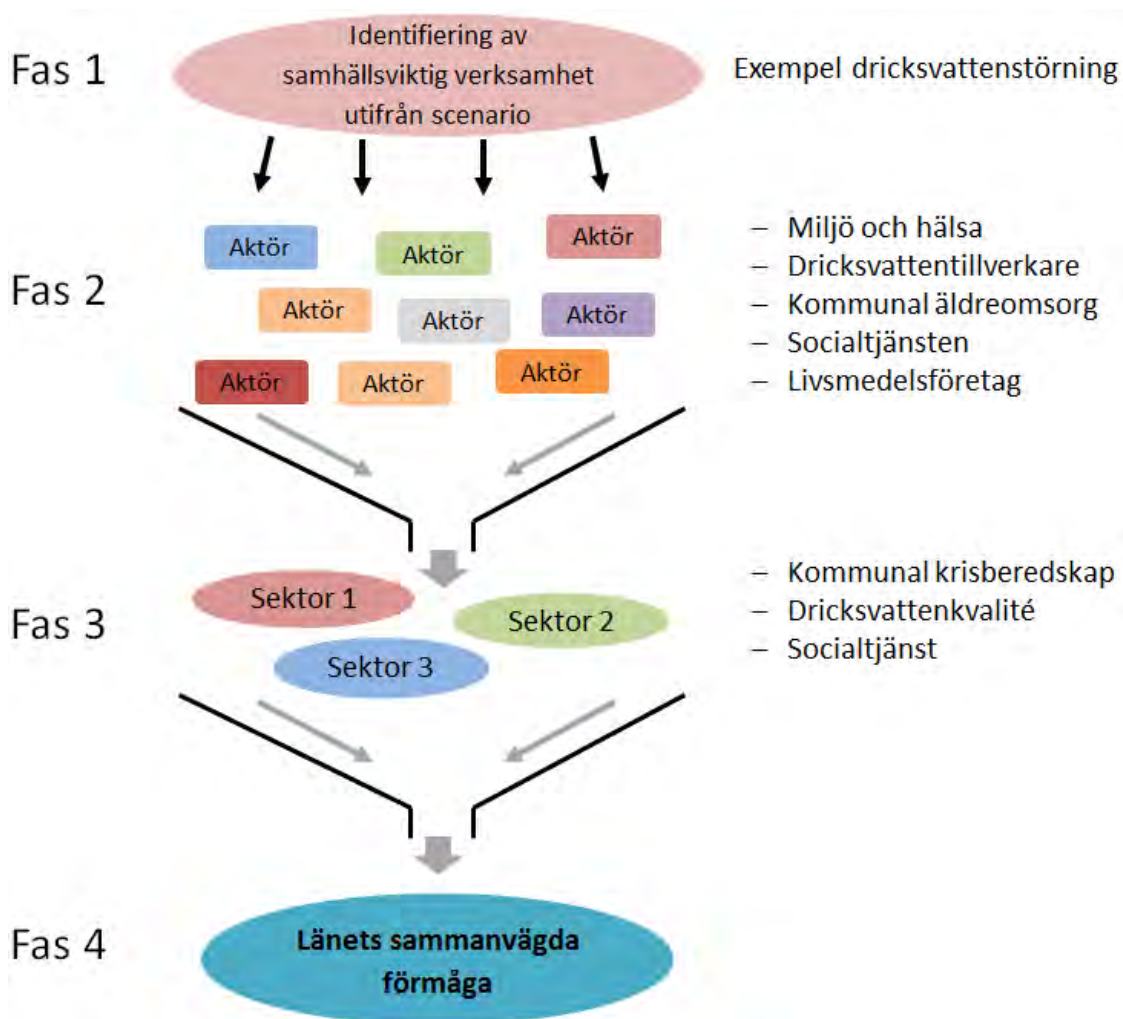 Fas 1
Identifiering av
samhällsviktig verksamhet
utifrån scenario
Exempel dricksvattenstörning
Fas 2
Aktör
Aktör
Aktör
Aktör
Aktör
Aktör
Aktör
Aktör
Aktör
– Miljö och hälsa
– Dricksvattentillverkare
– Kommunal äldreomsorg
– Socialtjänsten
– Livsmedelsföretag
Fas 3
Sektor 1
Sektor 2
Sektor 3
– Kommunal krisberedskap
– Dricksvattenkvalité
– Socialtjänst
Fas 4
Länets sammanvägda
förmåga